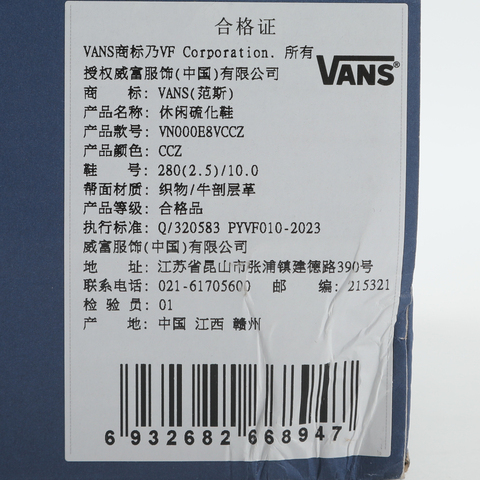 合格证
VANS商标乃VF Corporation. 所有
授权威富服饰(中国)有限公司
VANS®
商 标: VANS(范斯)
产品名称: 休闲硫化鞋
产品款号: VN000E8VCCZ
产品颜色: CCZ
鞋 号: 280(2.5)/10.0
帮面材质: 织物/牛剖层革
产品等级: 合格品
执行标准: Q/320583 PYVF010-2023
威富服饰(中国)有限公司
地 址: 江苏省昆山市张浦镇建德路390号
联系电话: 021-61705600 邮 编: 215321
检 验 员: 01
产 地: 中国 江西 赣州
6 932682 668947